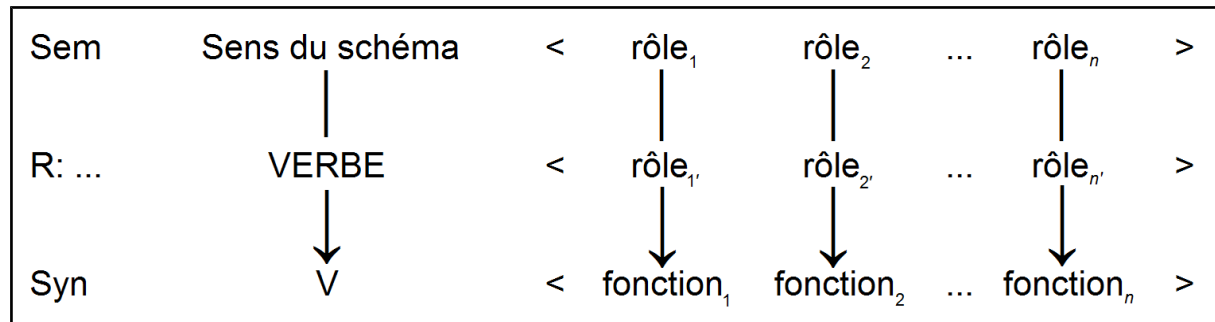 Sem Sens du schéma < rôle₁ rôle₂ ... rôleₙ >
R: ... VERBE < rôle₁′ rôle₂′ ... rôleₙ′ >
Syn V < fonction₁ fonction₂ ... fonctionₙ >